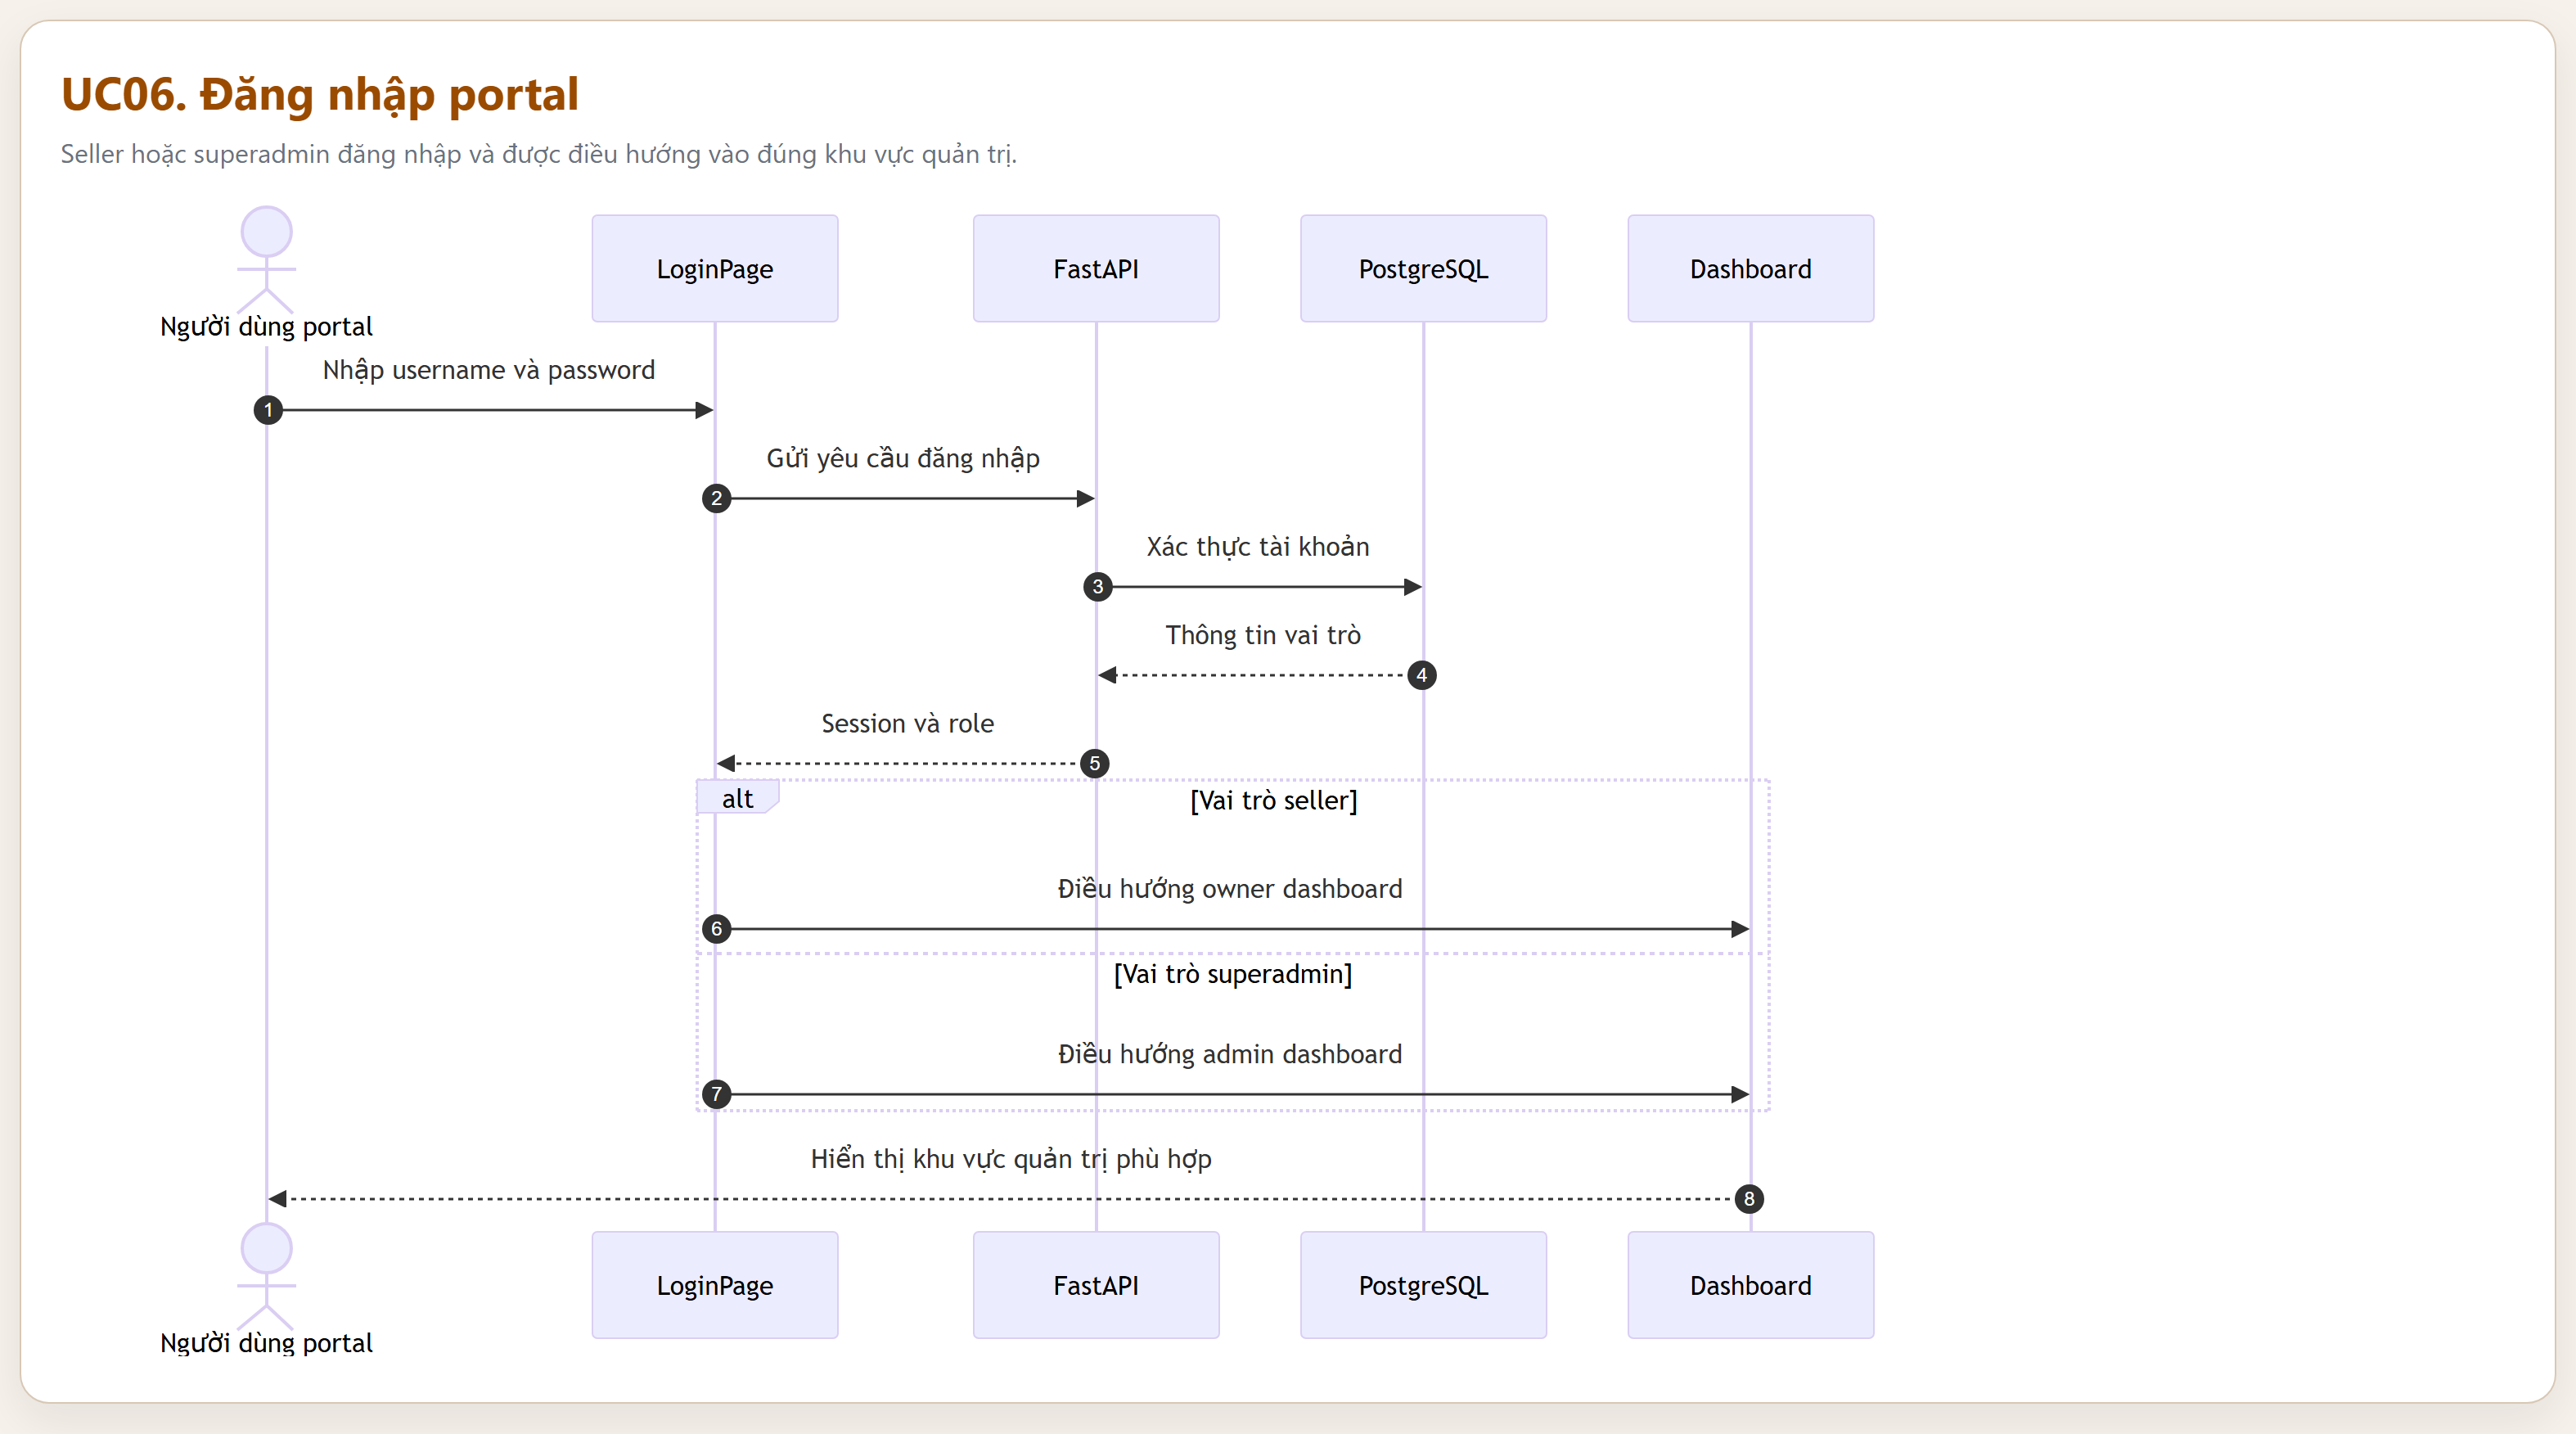 UC06. Đăng nhập portal
Seller hoặc superadmin đăng nhập và được điều hướng vào đúng khu vực quản trị.
LoginPage
FastAPI
PostgreSQL
Dashboard
Người dùng portal
Nhập username và password
1
Gửi yêu cầu đăng nhập
2
Xác thực tài khoản
3
Thông tin vai trò
4
Session và role
5
alt
[Vai trò seller]
Điều hướng owner dashboard
6
[Vai trò superadmin]
Điều hướng admin dashboard
7
Hiển thị khu vực quản trị phù hợp
8
LoginPage
FastAPI
PostgreSQL
Dashboard
Người dùng portal